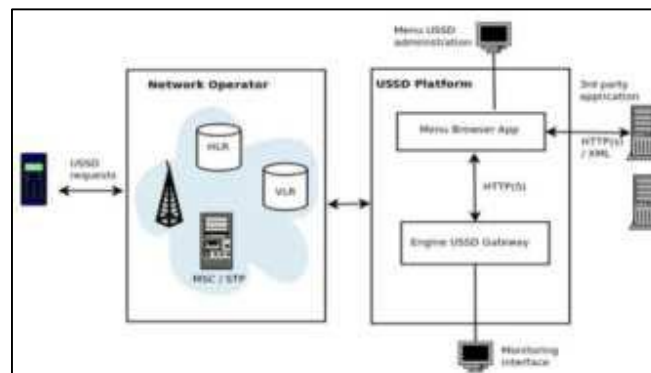 Menu USSD
administration
Network Operator
USSD Platform
3rd party
application
HLR
Menu Browser App
USSD
requests
HTTP(s)
/ XML
VLR
HTTP(S)
Engine USSD Gateway
MSC / STP
Monitoring
interface